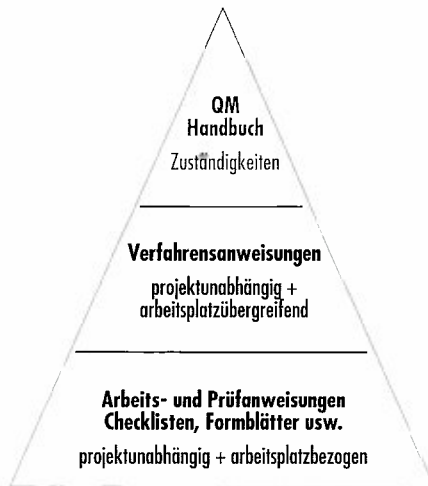 QM
Handbuch
Zuständigkeiten
Verfahrensanweisungen
projektunabhängig +
arbeitsplatzübergreifend
Arbeits- und Prüfanweisungen
Checklisten, Formblätter usw.
projektunabhängig + arbeitsplatzbezogen